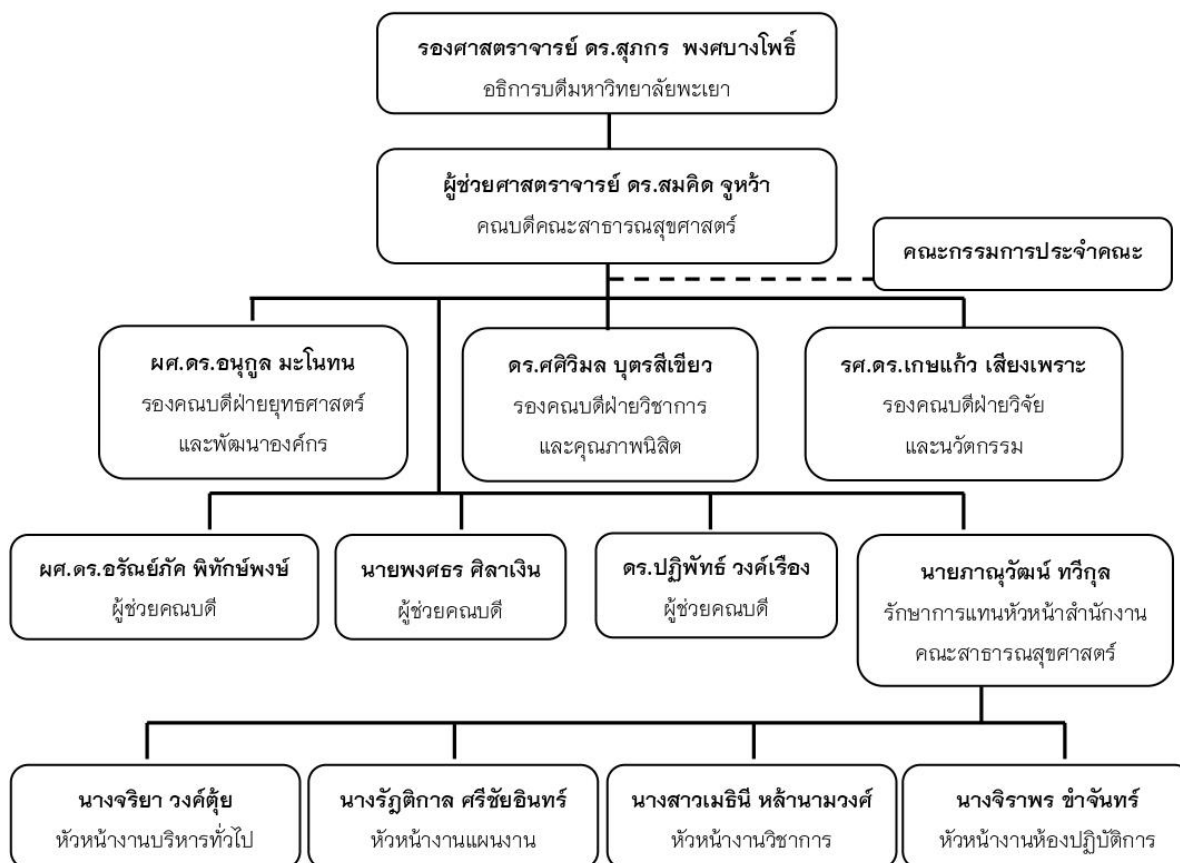 รองศาสตราจารย์ ดร.สุภกร พงศบางโพธิ์
อธิการบดีมหาวิทยาลัยพะเยา
ผู้ช่วยศาสตราจารย์ ดร.สมคิด จูหว้า
คณบดีคณะสาธารณสุขศาสตร์
คณะกรรมการประจำคณะ
ผศ.ดร.อนุกูล มะโนทน
รองคณบดีฝ่ายยุทธศาสตร์
และพัฒนาองค์กร
ดร.ศศิวิมล บุตรสีเขียว
รองคณบดีฝ่ายวิชาการ
และคุณภาพนิสิต
รศ.ดร.เกษแก้ว เสียงเพราะ
รองคณบดีฝ่ายวิจัย
และนวัตกรรม
ผศ.ดร.อรัณย์ภัค พิทักษ์พงษ์
ผู้ช่วยคณบดี
นายพงศธร ศิลาเงิน
ผู้ช่วยคณบดี
ดร.ปฏิพัทธ์ วงค์เรือง
ผู้ช่วยคณบดี
นายภาณุวัฒน์ ทวีกุล
รักษาการแทนหัวหน้าสำนักงาน
คณะสาธารณสุขศาสตร์
นางจริยา วงค์ตุ้ย
หัวหน้างานบริหารทั่วไป
นางรัฎติกาล ศรีชัยอินทร์
หัวหน้างานแผนงาน
นางสาวเมธินี หล้านามวงศ์
หัวหน้างานวิชาการ
นางจิราพร ขำจันทร์
หัวหน้างานห้องปฏิบัติการ